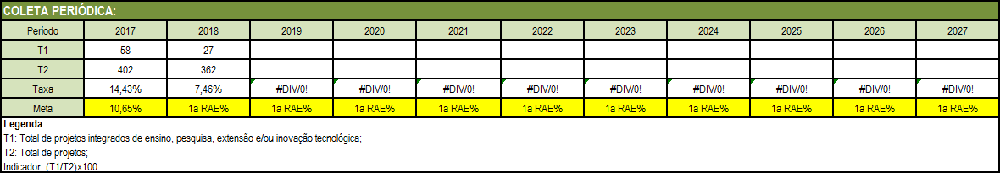 COLETA PERIÓDICA:
Período 2017 2018 2019 2020 2021 2022 2023 2024 2025 2026 2027
T1 58 27
T2 402 362
Taxa 14,43% 7,46% #DIV/0! #DIV/0! #DIV/0! #DIV/0! #DIV/0! #DIV/0! #DIV/0! #DIV/0! #DIV/0!
Meta 10,65% 1a RAE% 1a RAE% 1a RAE% 1a RAE% 1a RAE% 1a RAE% 1a RAE% 1a RAE% 1a RAE% 1a RAE%
Legenda
T1: Total de projetos integrados de ensino, pesquisa, extensão e/ou inovação tecnológica;
T2: Total de projetos;
Indicador: (T1/T2)x100.